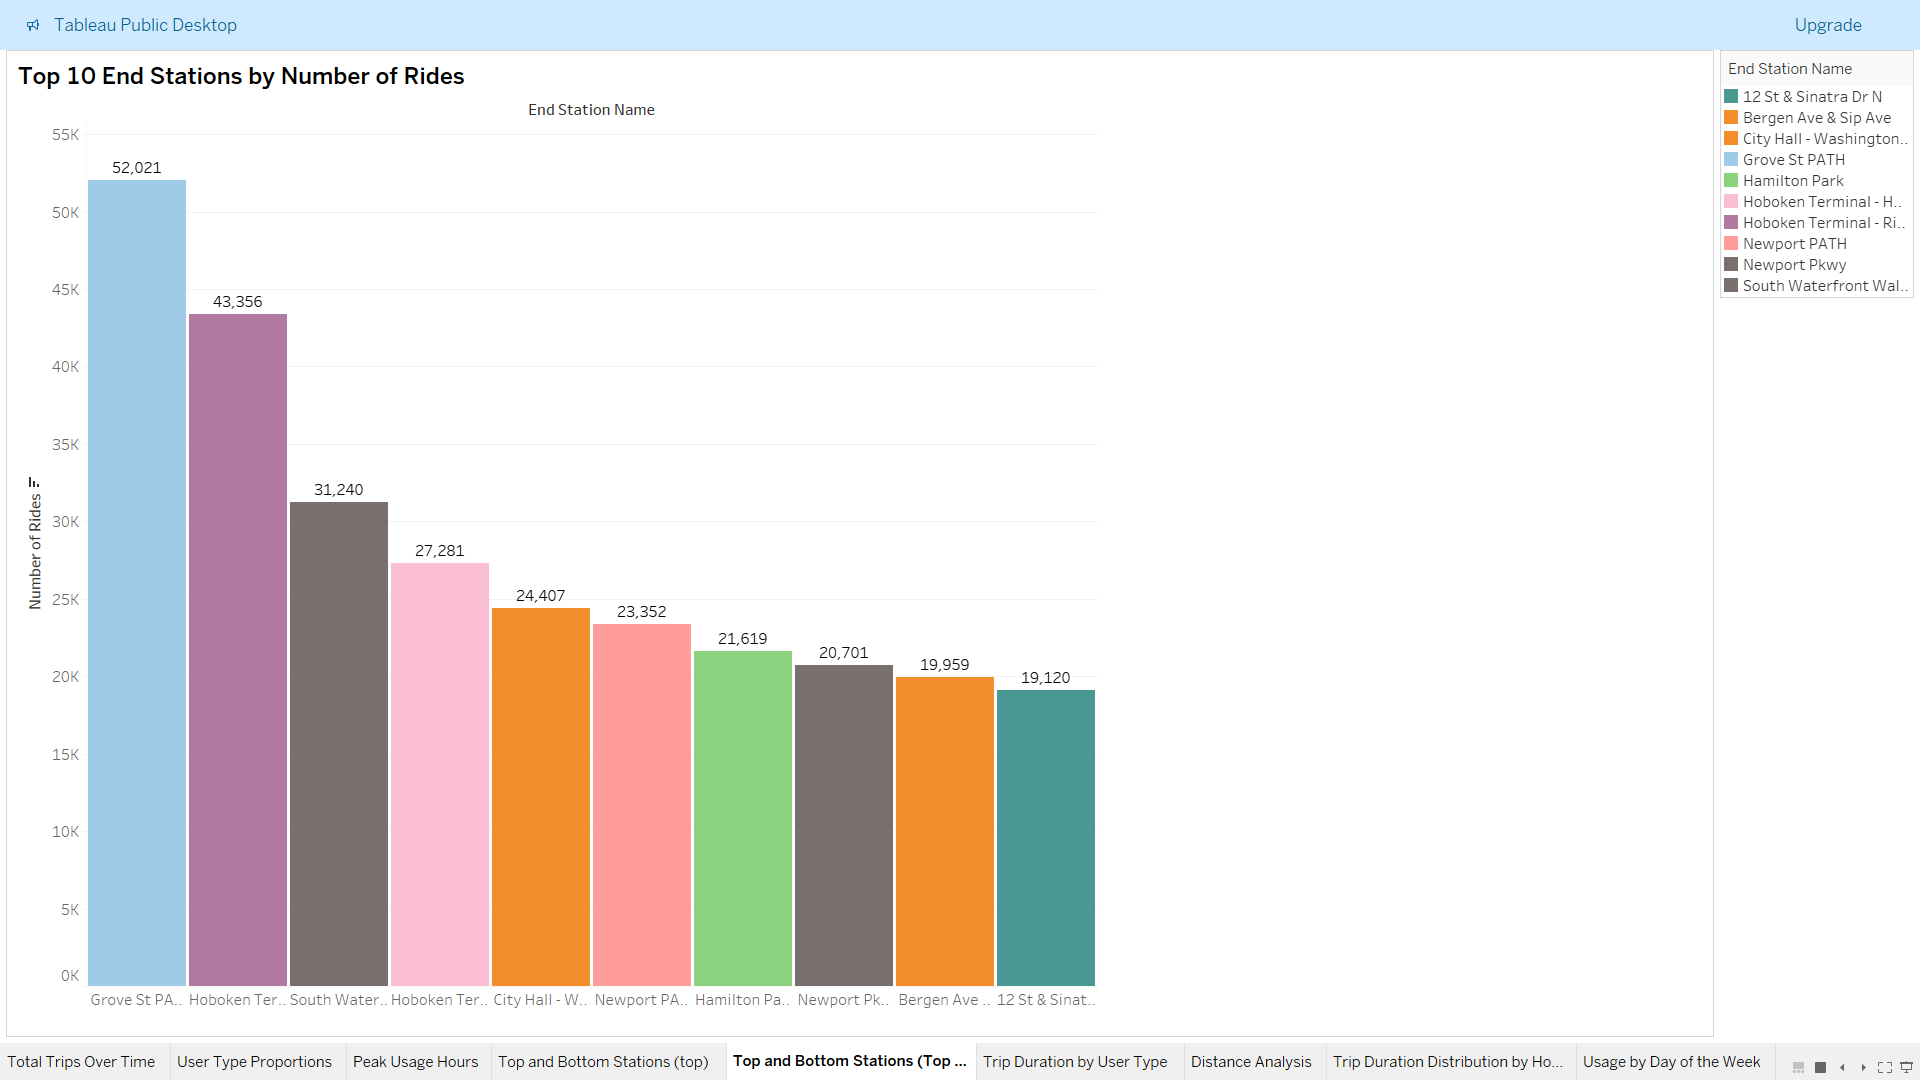 Tableau Public Desktop
Upgrade
Top 10 End Stations by Number of Rides
End Station Name
55K
50K
45K
40K
35K
30K
25K
20K
15K
10K
5K
0K
Number of Rides
52,021
43,356
31,240
27,281
24,407
23,352
21,619
20,701
19,959
19,120
Grove St PA..
Hoboken Ter..
South Water..
Hoboken Ter..
City Hall - W..
Newport PA..
Hamilton Pa..
Newport Pk..
Bergen Ave ..
12 St & Sinat..
End Station Name
12 St & Sinatra Dr N
Bergen Ave & Sip Ave
City Hall - Washington..
Grove St PATH
Hamilton Park
Hoboken Terminal - H..
Hoboken Terminal - Ri..
Newport PATH
Newport Pkwy
South Waterfront Wal..
Total Trips Over Time
User Type Proportions
Peak Usage Hours
Top and Bottom Stations (top)
Top and Bottom Stations (Top ...
Trip Duration by User Type
Distance Analysis
Trip Duration Distribution by Ho...
Usage by Day of the Week